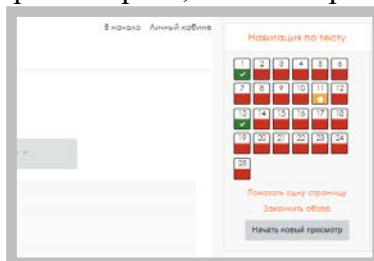 В начало Личный кабине
Навигация по тесту
1 2 3 4 5 6
7 8 9 10 11 12
13 14 15 16 17 18
19 20 21 22 23 24
25
Показать одну страницу
Закончить обзор
Начать новый просмотр